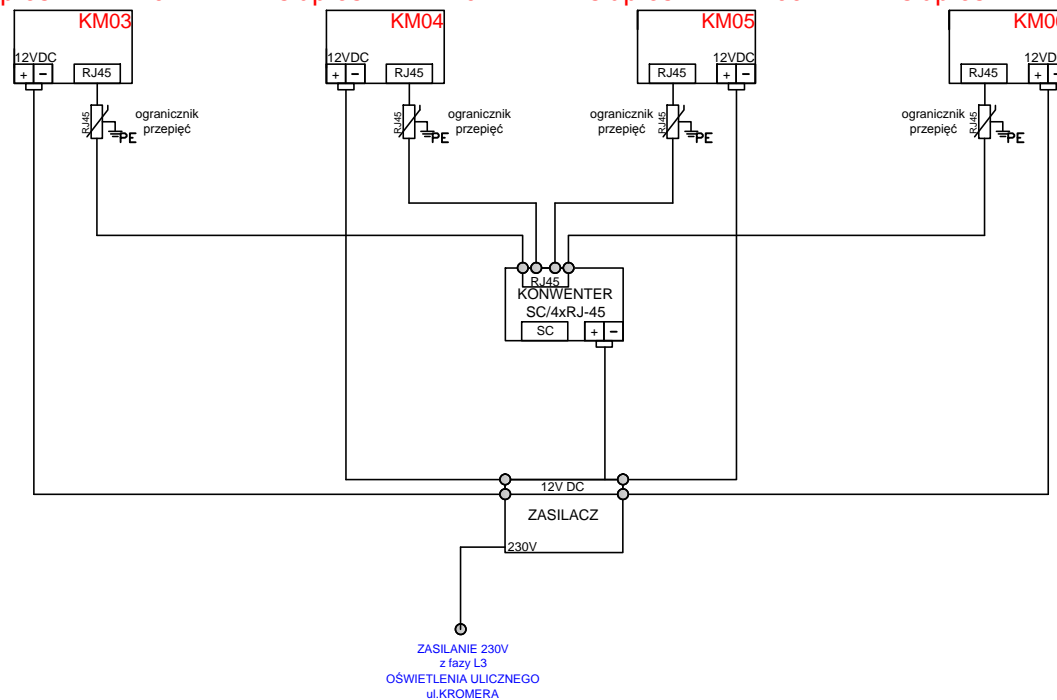 KM03
KM04
KM05
12VDC
12VDC
12VDC
+ −
RJ45
+ −
RJ45
RJ45
+ −
RJ45
+
RJ45
ogranicznik
przepięć
PE
RJ45
ogranicznik
przepięć
PE
ogranicznik
przepięć
RJ45
PE
ogranicznik
przepięć
RJ45
PE
RJ45
KONWENTER
SC/4xRJ-45
SC
+ −
12V DC
ZASILACZ
230V
ZASILANIE 230V
z fazy L3
OŚWIETLENIA ULICZNEGO
ul.KROMERA